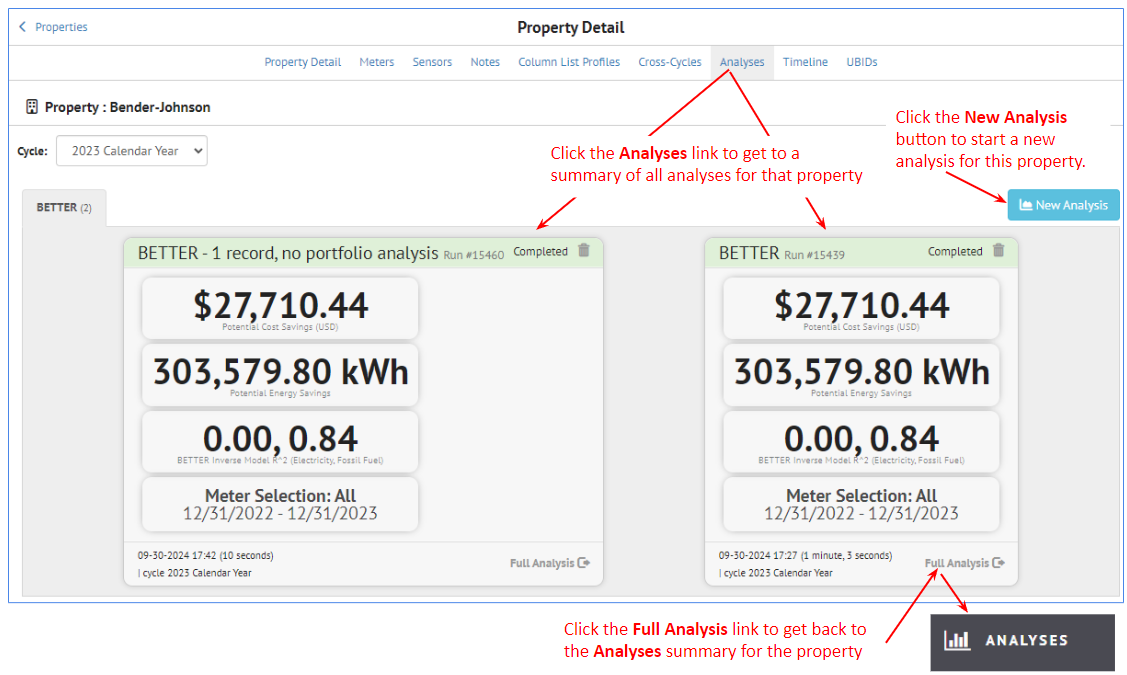 Properties
Property Detail
Property Detail Meters Sensors Notes Column List Profiles Cross-Cycles Analyses Timeline UBIDs
Property : Bender-Johnson
Cycle: 2023 Calendar Year
Click the Analyses link to get to a
summary of all analyses for that property
Click the New Analysis
button to start a new
analysis for this property.
New Analysis
BETTER (2)
BETTER - 1 record, no portfolio analysis Run #15460 Completed
$27,710.44
Potential Cost Savings (USD)
303,579.80 kWh
Potential Energy Savings
0.00, 0.84
BETTER Inverse Model R^2 (Electricity, Fossil Fuel)
Meter Selection: All
12/31/2022 - 12/31/2023
09-30-2024 17:42 (10 seconds)
| cycle 2023 Calendar Year
Full Analysis
BETTER Run #15439 Completed
$27,710.44
Potential Cost Savings (USD)
303,579.80 kWh
Potential Energy Savings
0.00, 0.84
BETTER Inverse Model R^2 (Electricity, Fossil Fuel)
Meter Selection: All
12/31/2022 - 12/31/2023
09-30-2024 17:27 (1 minute, 3 seconds)
| cycle 2023 Calendar Year
Full Analysis
Click the Full Analysis link to get back to
the Analyses summary for the property
ANALYSES